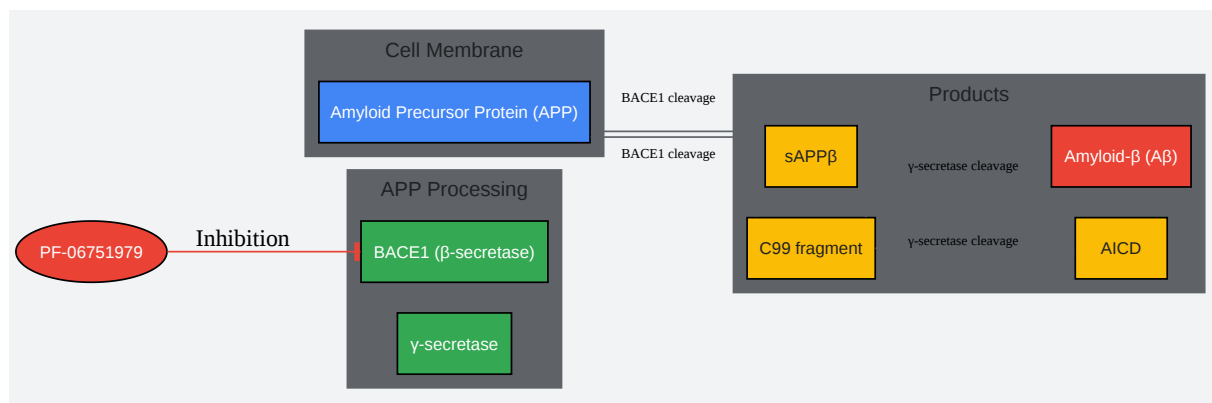 Cell Membrane
Amyloid Precursor Protein (APP)
BACE1 cleavage
BACE1 cleavage
Products
sAPPβ
γ-secretase cleavage
Amyloid-β (Aβ)
C99 fragment
γ-secretase cleavage
AICD
APP Processing
PF-06751979
Inhibition
BACE1 (β-secretase)
γ-secretase